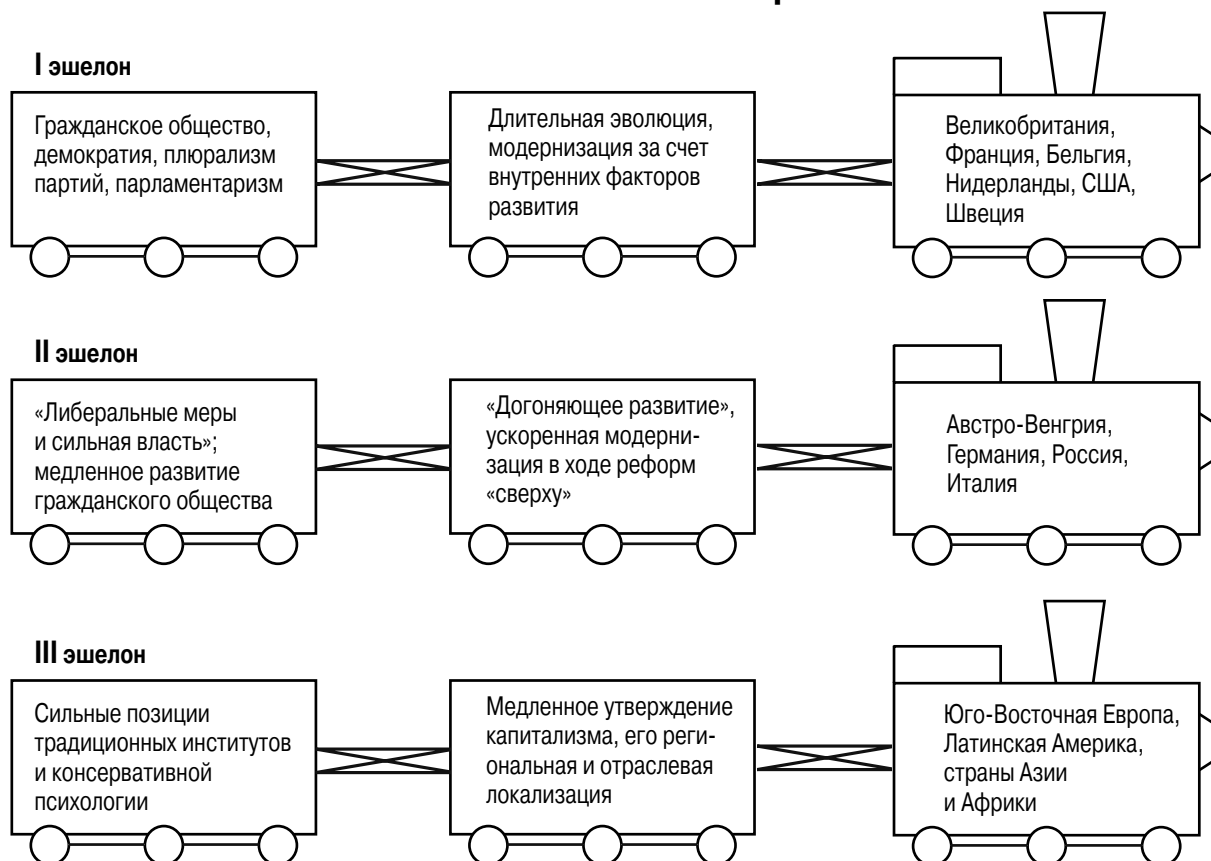 I эшелон
Гражданское общество,
демократия, плюрализм
партий, парламентаризм
Длительная эволюция,
модернизация за счет
внутренних факторов
развития
Великобритания,
Франция, Бельгия,
Нидерланды, США,
Швеция
II эшелон
«Либеральные меры
и сильная власть»;
медленное развитие
гражданского общества
«Догоняющее развитие»,
ускоренная модерни-
зация в ходе реформ
«сверху»
Австро-Венгрия,
Германия, Россия,
Италия
III эшелон
Сильные позиции
традиционных институтов
и консервативной
психологии
Медленное утверждение
капитализма, его реги-
ональная и отраслевая
локализация
Юго-Восточная Европа,
Латинская Америка,
страны Азии
и Африки